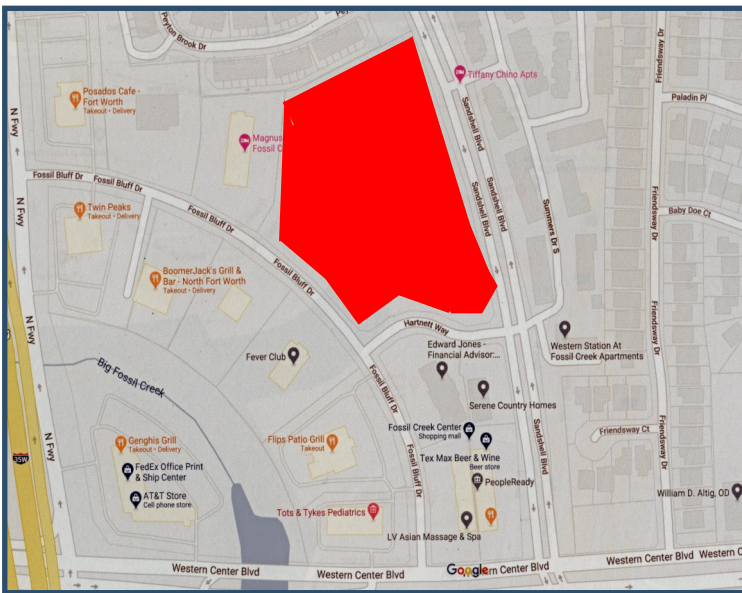 Peyton Brook Dr
Tiffany Chino Apts
Posados Cafe -
Fort Worth
Takeout • Delivery
N Fwy
Friendsway Dr
Paladin Pl
Sandshell Blvd
Magnus
Fossil C
Fossil Bluff Dr
Fossil Bluff Dr
Fossil Bluff Dr
Twin Peaks
Takeout • Delivery
N Fwy
Sandshell Blvd
Sandshell Blvd
Summers Dr S
Friendsway Dr
Baby Doe Ct
BoomerJack's Grill &
Bar - North Fort Worth
Takeout • Delivery
Fossil Bluff Dr
N Fwy
Hartnett Way
Fever Club
Edward Jones -
Financial Advisor:...
Western Station At
Fossil Creek Apartments
Friendsway Dr
Big Fossil Creek
Fossil Bluff Dr
Serene Country Homes
N Fwy
Genghis Grill
Takeout
FedEx Office Print
& Ship Center
AT&T Store
Cell phone store
35W
Flips Patio Grill
Takeout
Fossil Creek Center
Shopping mall
Tex Max Beer & Wine
Beer store
PeopleReady
Fossil Bluff Dr
Sandshell Blvd
Friendsway Ct
Friendsway Dr
William D. Altig, OD
Tots & Tykes Pediatrics
LV Asian Massage & Spa
Western Center Blvd
Western Center Blvd
Google
rn Center Blvd
Western Center Blvd
Western C